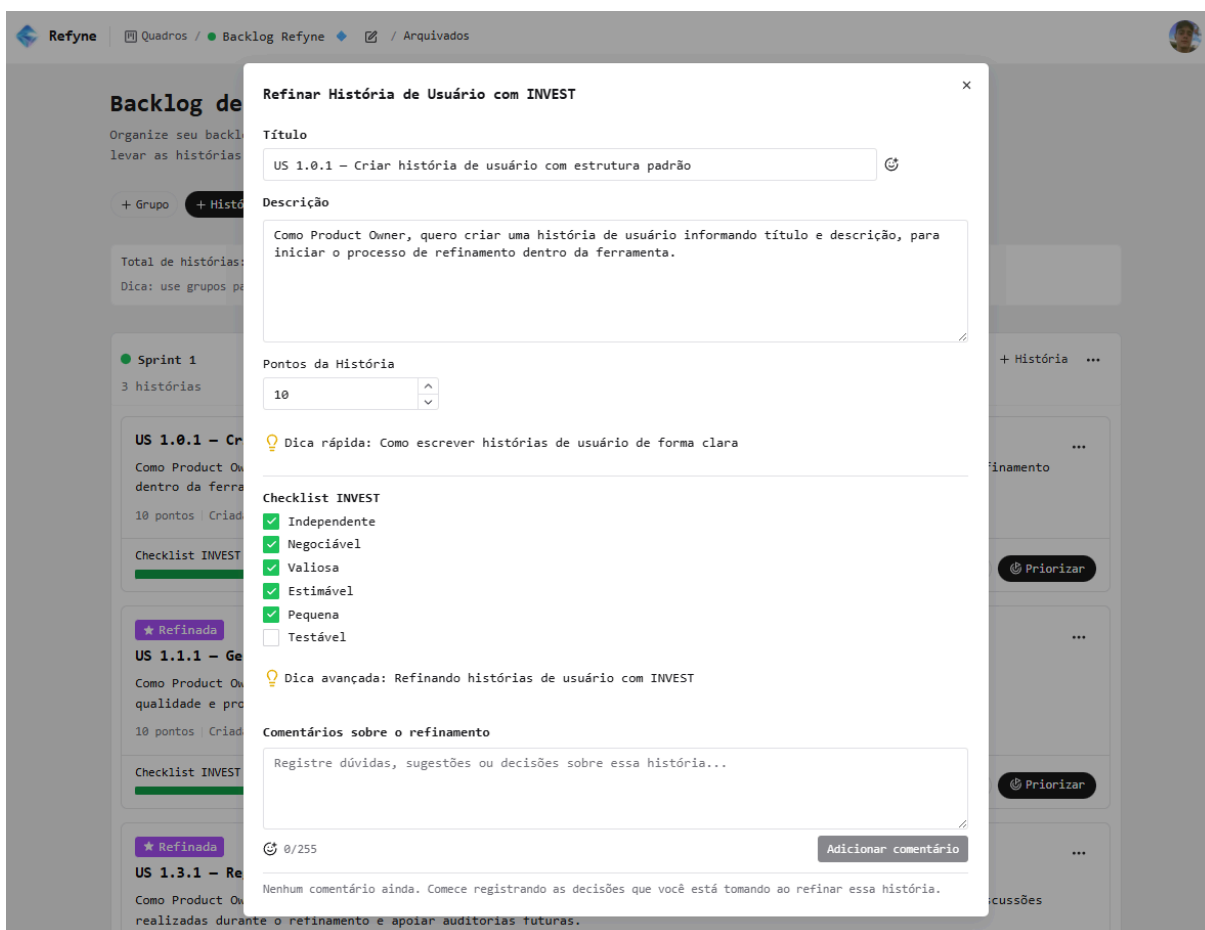 Refyne
Quadros / Backlog Refyne / Arquivados
Backlog de
Organize seu backl
levar as histórias
+ Grupo
+ Histó
Total de histórias:
Dica: use grupos pa
Sprint 1
3 histórias
+ História ...
US 1.0.1 – Cr
Como Product Ow
finamento
dentro da ferra
10 pontos | Criad
Checklist INVEST
Priorizar
Refinada
US 1.1.1 – Ge
Como Product Ow
qualidade e pro
10 pontos | Criad
Checklist INVEST
Priorizar
Refinada
US 1.3.1 – Re
Como Product Ow
scussões
realizadas durante o refinamento e apoiar auditorias futuras.
Refinar História de Usuário com INVEST
Título
US 1.0.1 – Criar história de usuário com estrutura padrão
Descrição
Como Product Owner, quero criar uma história de usuário informando título e descrição, para
iniciar o processo de refinamento dentro da ferramenta.
Pontos da História
10
Dica rápida: Como escrever histórias de usuário de forma clara
Checklist INVEST
Independente
Negociável
Valiosa
Estimável
Pequena
Testável
Dica avançada: Refinando histórias de usuário com INVEST
Comentários sobre o refinamento
Registre dúvidas, sugestões ou decisões sobre essa história...
0/255
Adicionar comentário
Nenhum comentário ainda. Comece registrando as decisões que você está tomando ao refinar essa história.